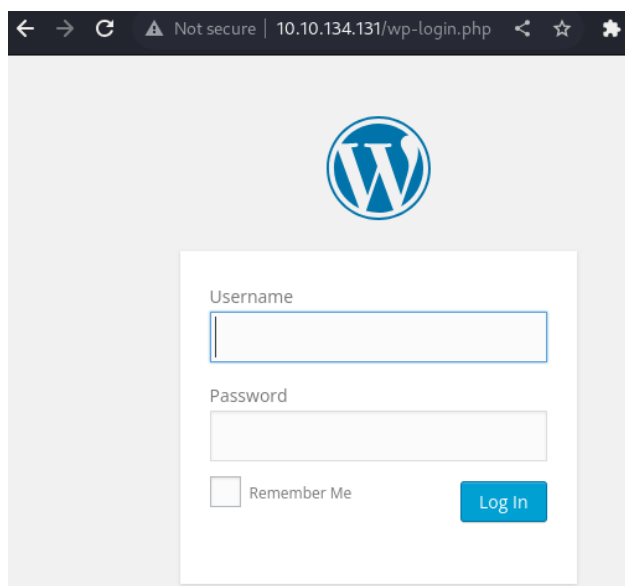 Not secure | 10.10.134.131/wp-login.php
Username
Password
Remember Me
Log In